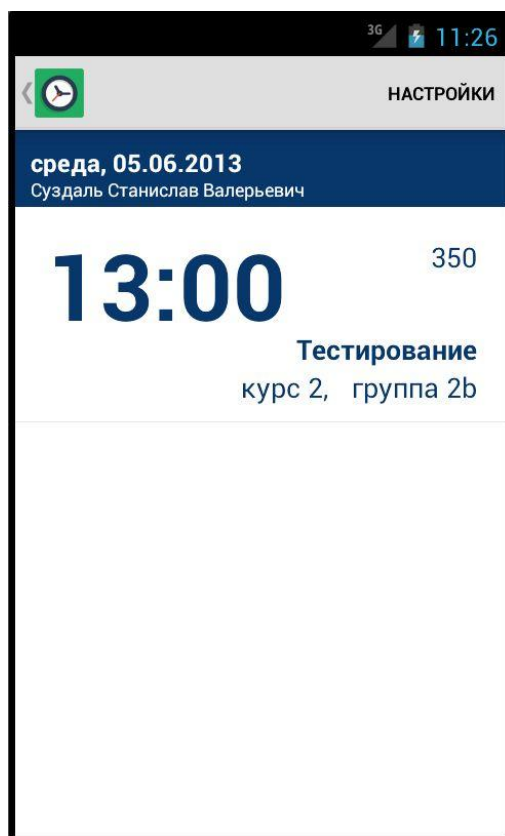 3G 11:26
НАСТРОЙКИ
среда, 05.06.2013
Суздаль Станислав Валерьевич
13:00 350
Тестирование
курс 2, группа 2b